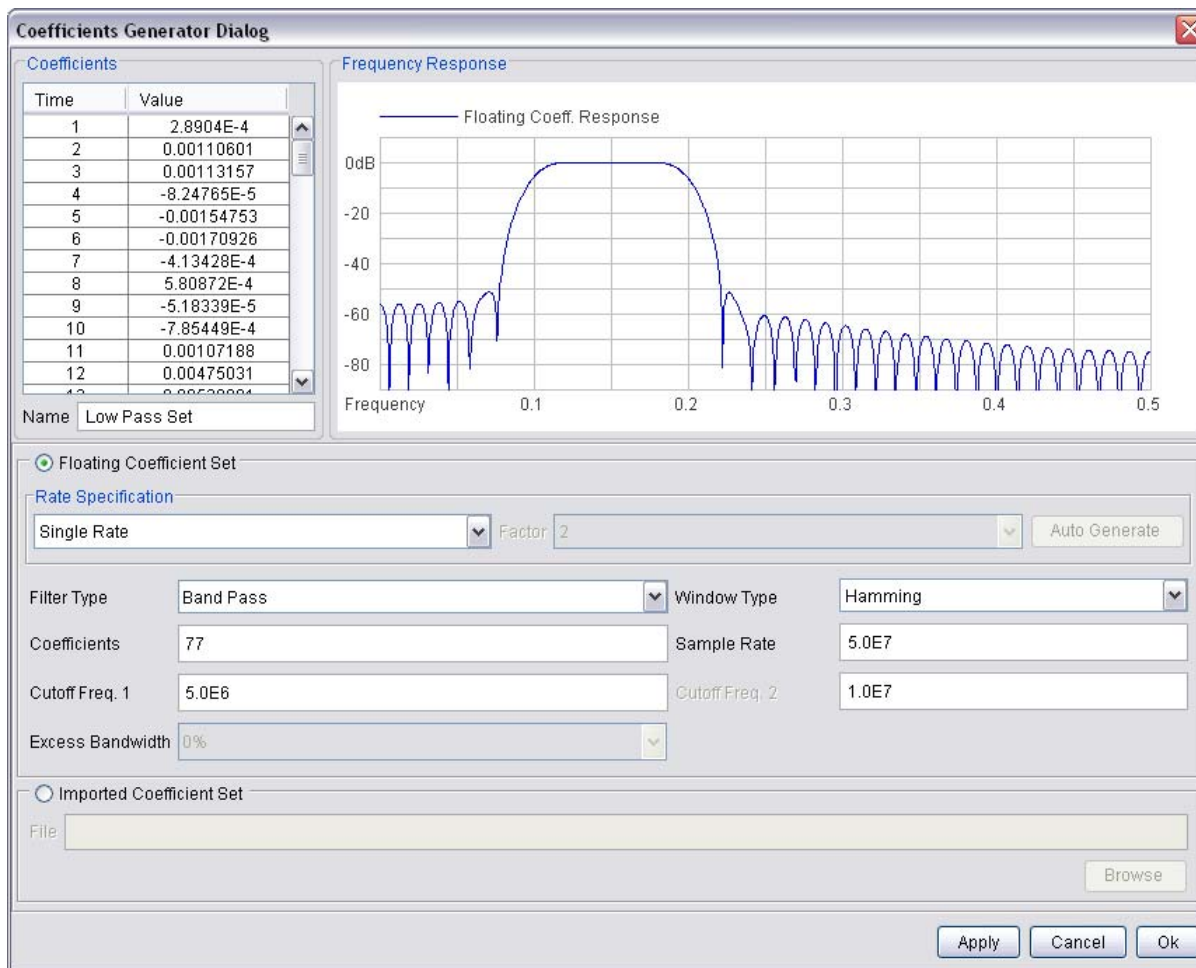 Coefficients Generator Dialog
Coefficients
Time Value
1 2.8904E-4
2 0.00110601
3 0.00113157
4 -8.24765E-5
5 -0.00154753
6 -0.00170926
7 -4.13428E-4
8 5.80872E-4
9 -5.18339E-5
10 -7.85449E-4
11 0.00107188
12 0.00475031
Name Low Pass Set
Frequency Response
Floating Coeff. Response
0dB
-20
-40
-60
-80
Frequency 0.1 0.2 0.3 0.4 0.5
Floating Coefficient Set
Rate Specification
Single Rate Factor 2 Auto Generate
Filter Type Band Pass Window Type Hamming
Coefficients 77 Sample Rate 5.0E7
Cutoff Freq. 1 5.0E6 Cutoff Freq. 2 1.0E7
Excess Bandwidth 0%
Imported Coefficient Set
File
Browse
Apply Cancel Ok